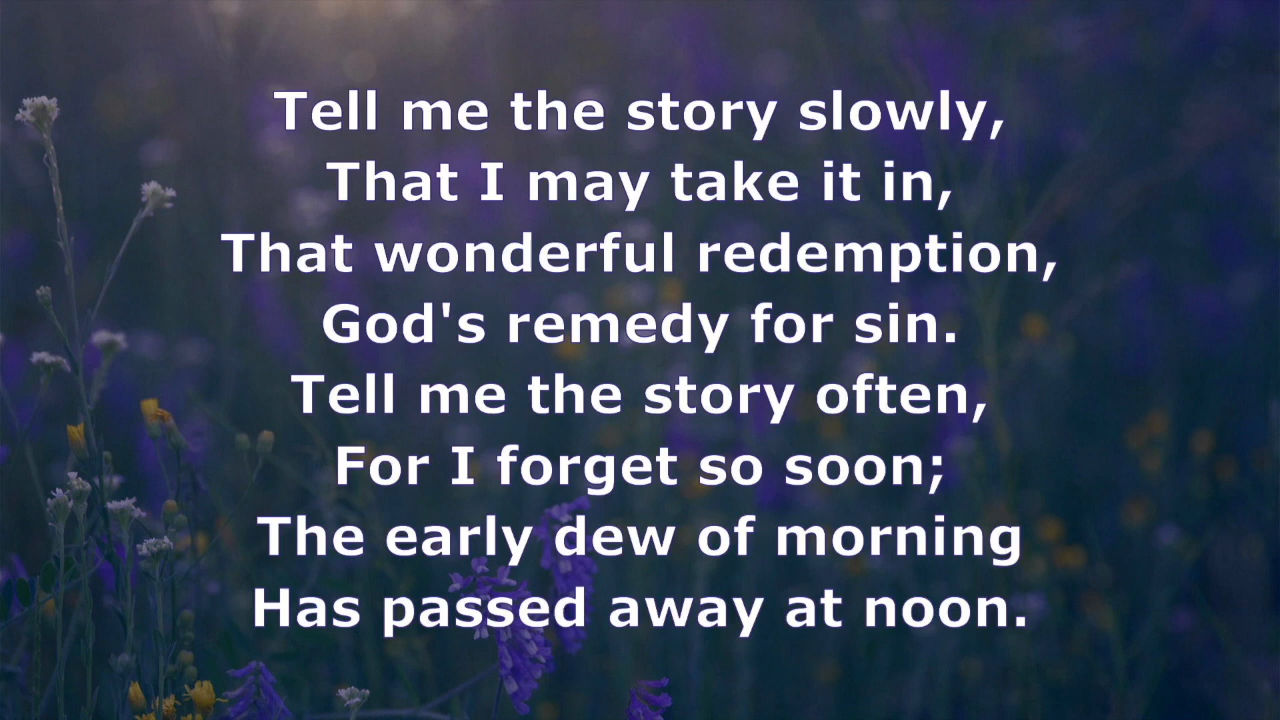 Tell me the story slowly,
That I may take it in,
That wonderful redemption,
God's remedy for sin.
Tell me the story often,
For I forget so soon;
The early dew of morning
Has passed away at noon.